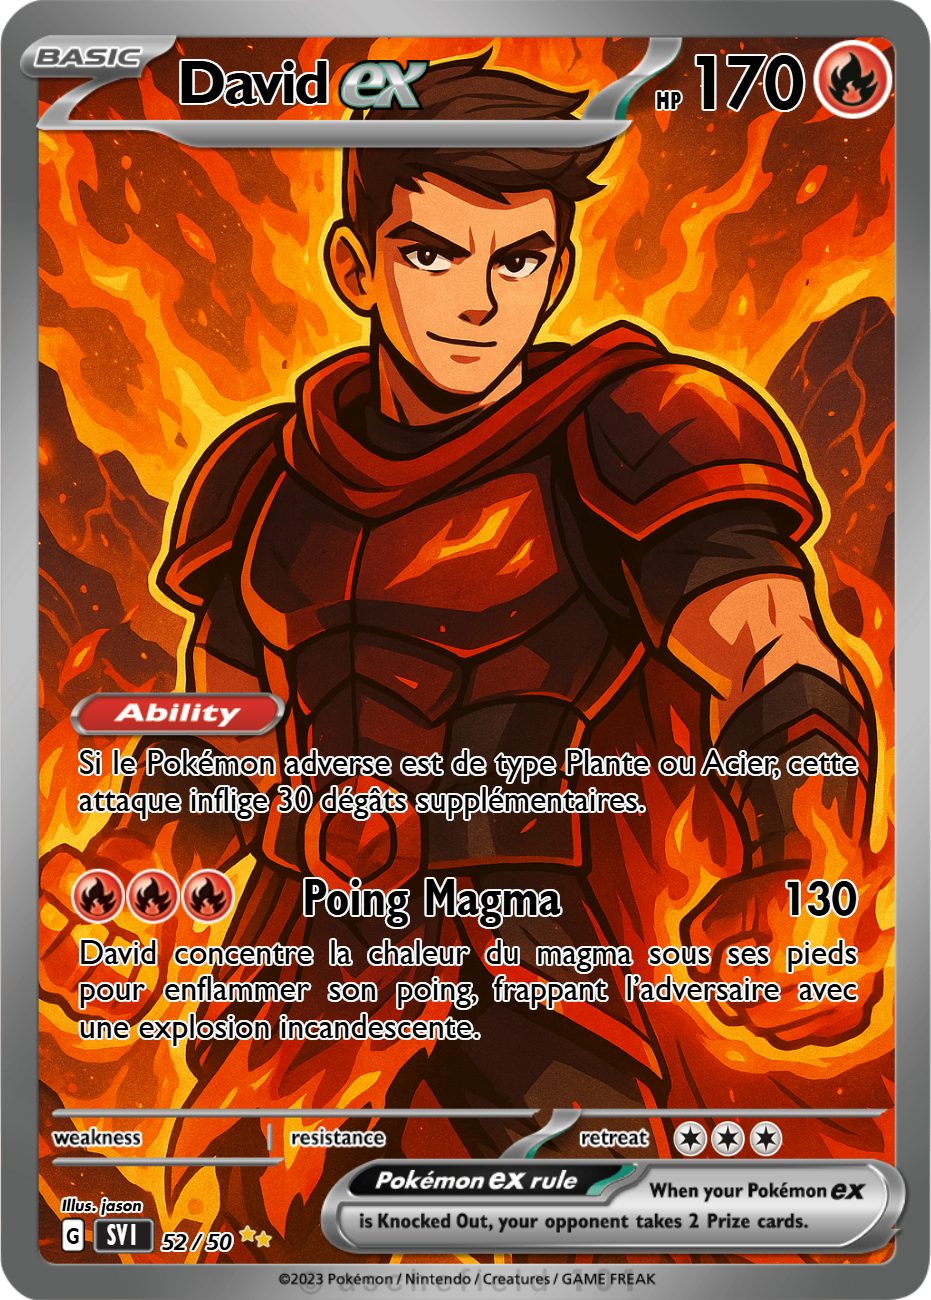 BASIC
David ex HP 170
Ability
Si le Pokémon adverse est de type Plante ou Acier, cette
attaque inflige 30 dégâts supplémentaires.
Poing Magma 130
David concentre la chaleur du magma sous ses pieds
pour enflammer son poing, frappant l'adversaire avec
une explosion incandescente.
weakness resistance retreat
Pokémon ex rule When your Pokémon ex
is Knocked Out, your opponent takes 2 Prize cards.
Illus. jason
G SVI 52 / 50
©2023 Pokémon / Nintendo / Creatures / GAME FREAK